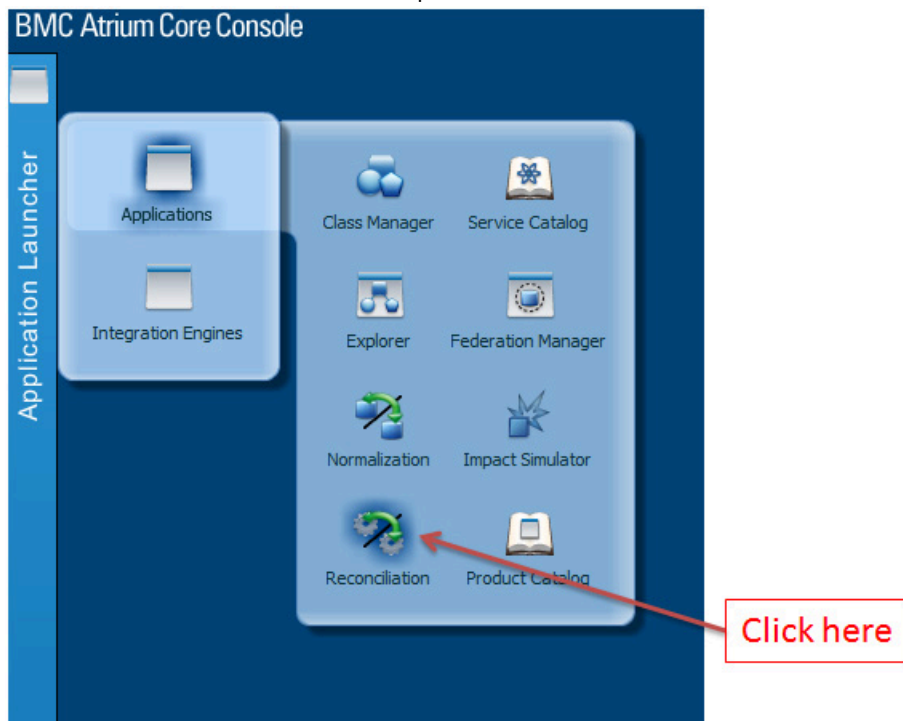 BMC Atrium Core Console
Application Launcher
Applications
Integration Engines
Class Manager
Service Catalog
Explorer
Federation Manager
Normalization
Impact Simulator
Reconciliation
Product Catalog
Click here